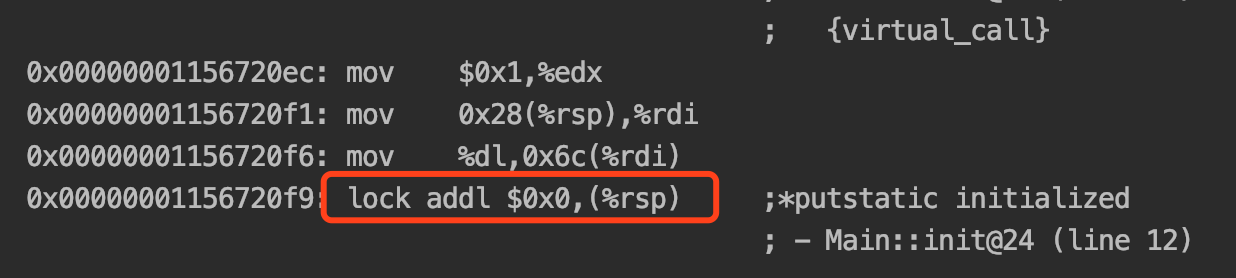 ;   {virtual_call}
0x00000001156720ec: mov    $0x1,%edx
0x00000001156720f1: mov    0x28(%rsp),%rdi
0x00000001156720f6: mov    %dl,0x6c(%rdi)
0x00000001156720f9: lock addl $0x0,(%rsp)     ;*putstatic initialized
; - Main::init@24 (line 12)